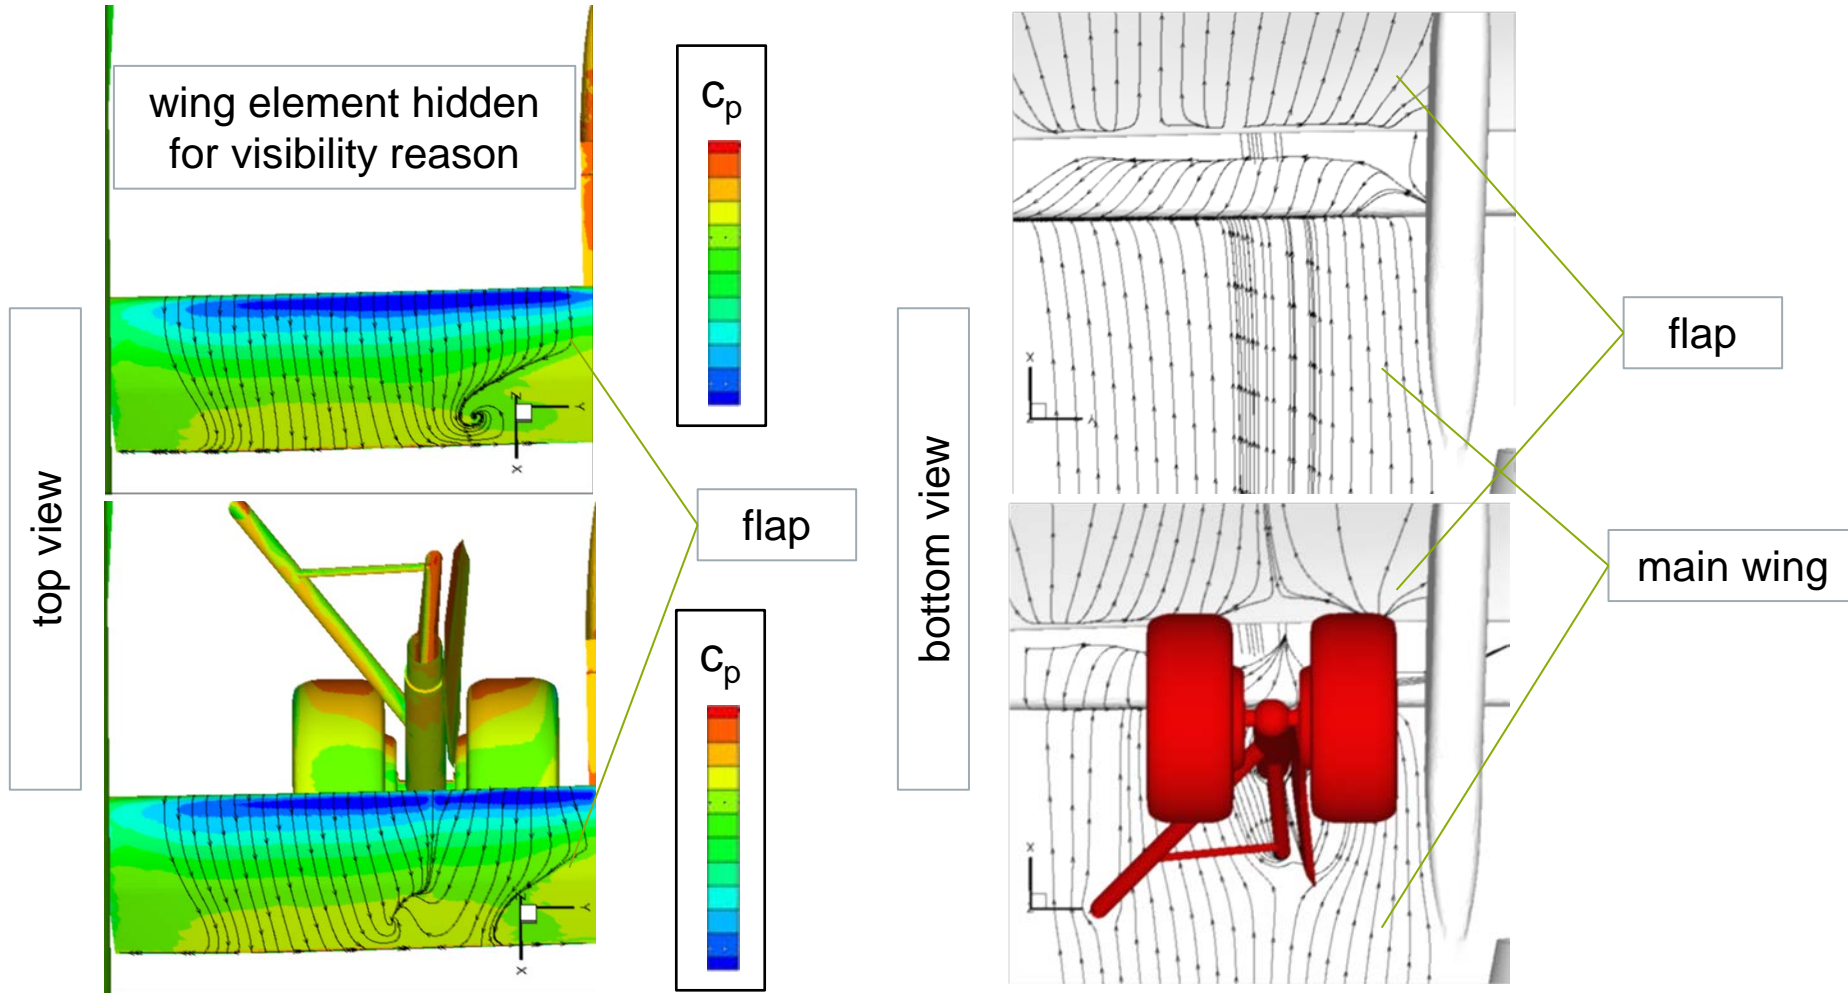 wing element hidden
for visibility reason
cp
top view
flap
cp
bottom view
flap
main wing
Z
Y
X
Y
X
X
Y
X